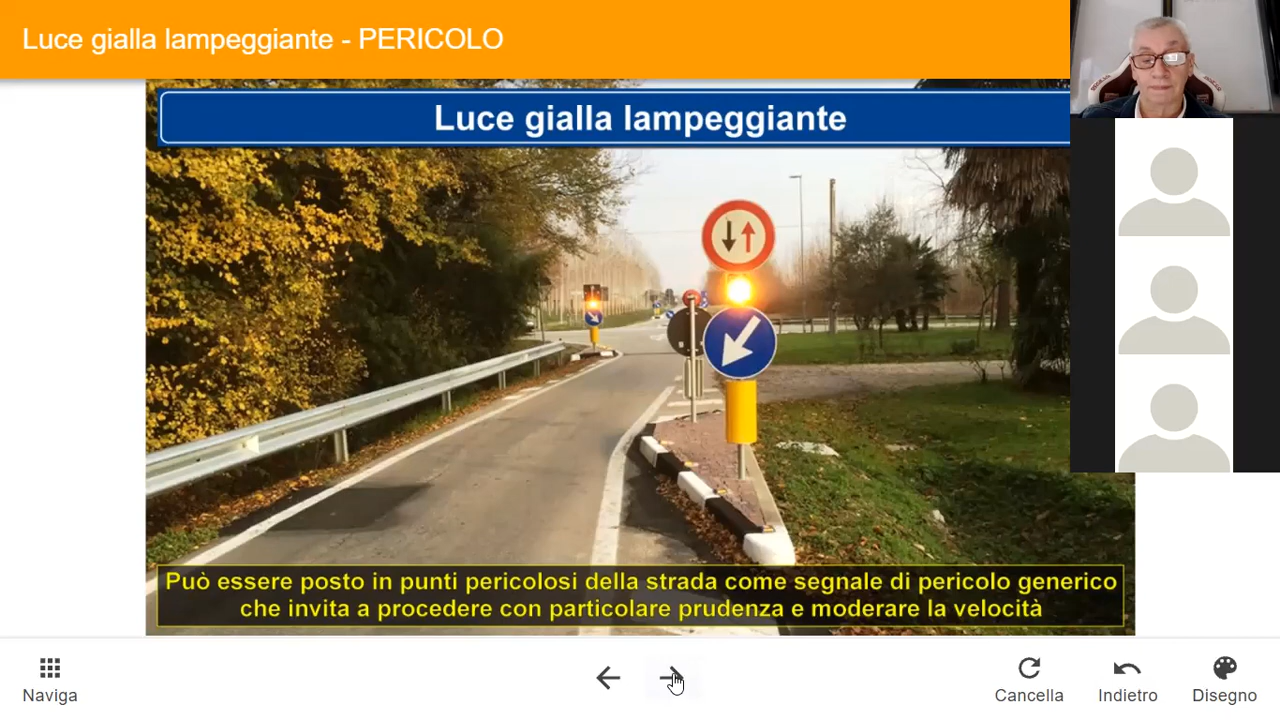 Luce gialla lampeggiante - PERICOLO
Luce gialla lampeggiante
Può essere posto in punti pericolosi della strada come segnale di pericolo generico
che invita a procedere con particolare prudenza e moderare la velocità
Naviga
Cancella
Indietro
Disegno